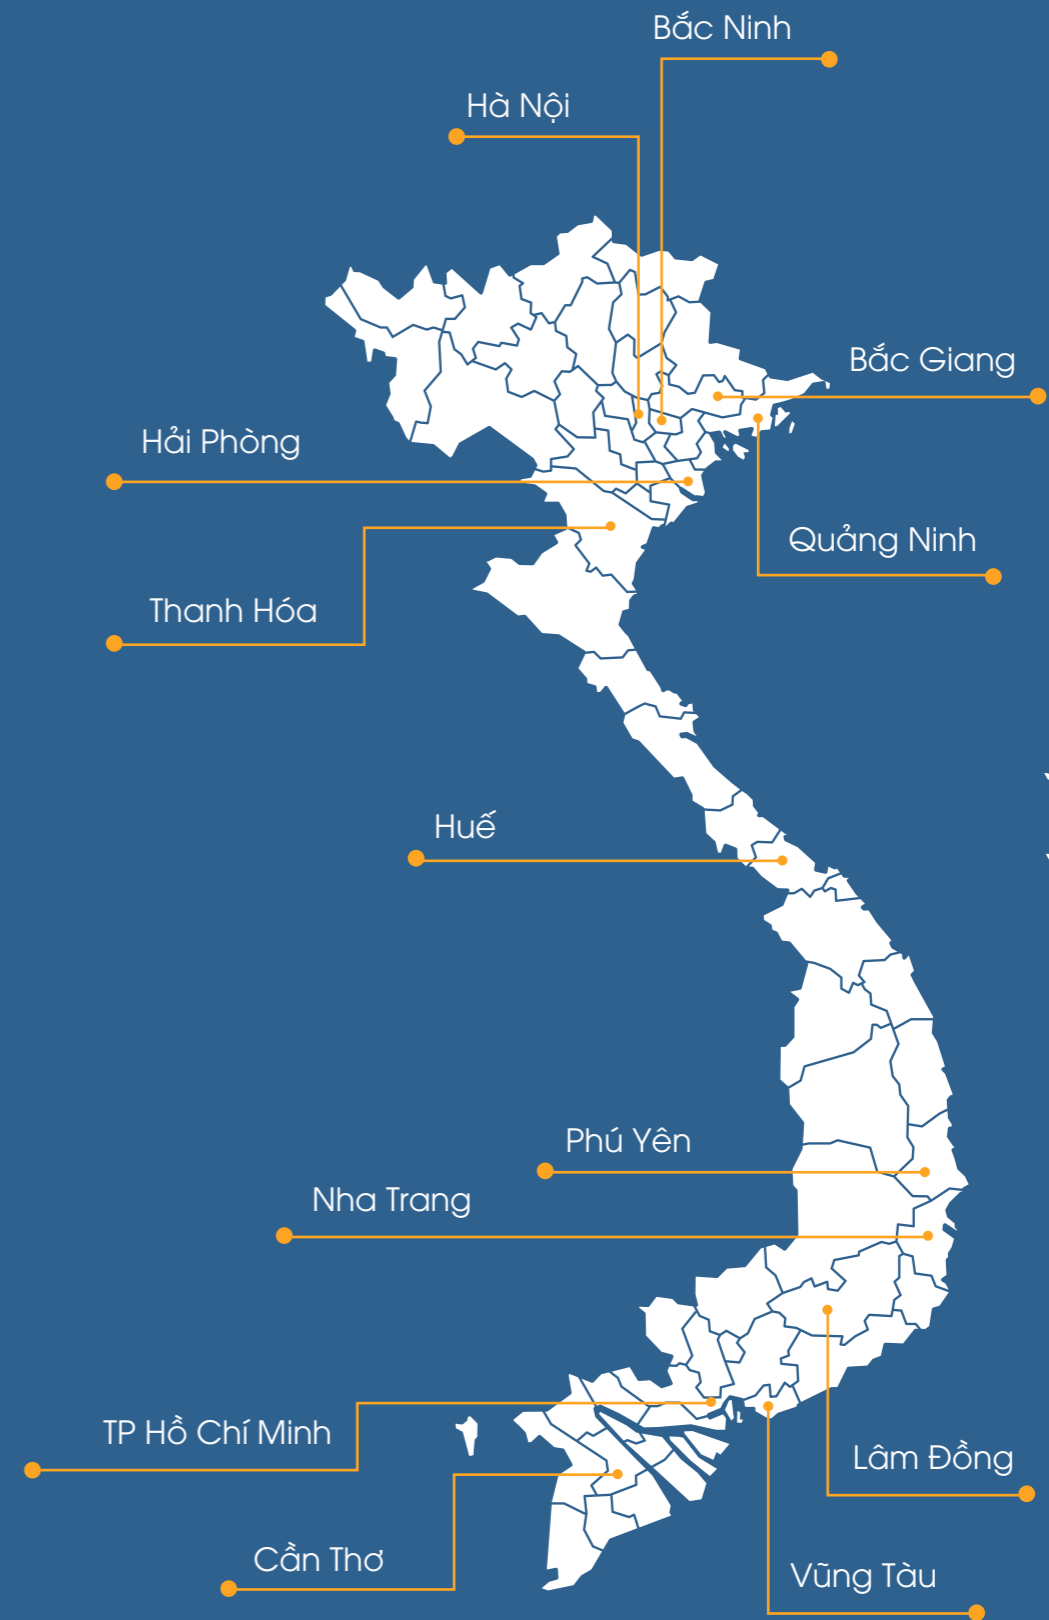 Bắc Ninh
Hà Nội
Bắc Giang
Hải Phòng
Quảng Ninh
Thanh Hóa
Huế
Phú Yên
Nha Trang
TP Hồ Chí Minh
Lâm Đồng
Cần Thơ
Vũng Tàu